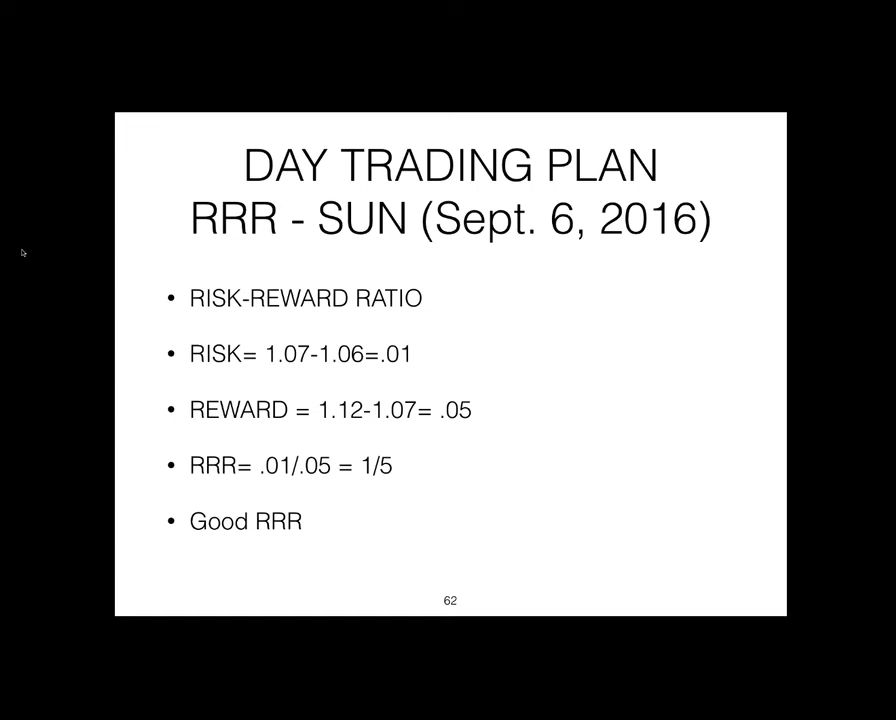 DAY TRADING PLAN
RRR - SUN (Sept. 6, 2016)
• RISK-REWARD RATIO
• RISK= 1.07-1.06=.01
• REWARD = 1.12-1.07= .05
• RRR= .01/.05 = 1/5
• Good RRR
62